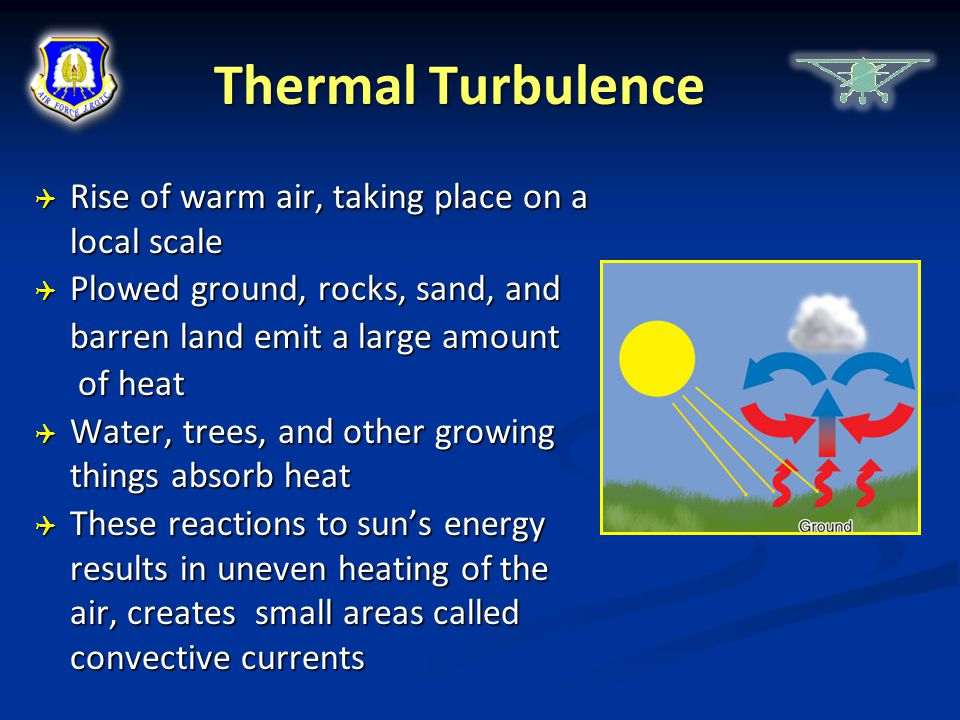 Thermal Turbulence
AIR FORCE JROTC
Rise of warm air, taking place on a
local scale
Plowed ground, rocks, sand, and
barren land emit a large amount
of heat
Water, trees, and other growing
things absorb heat
These reactions to sun’s energy
results in uneven heating of the
air, creates small areas called
convective currents
Ground